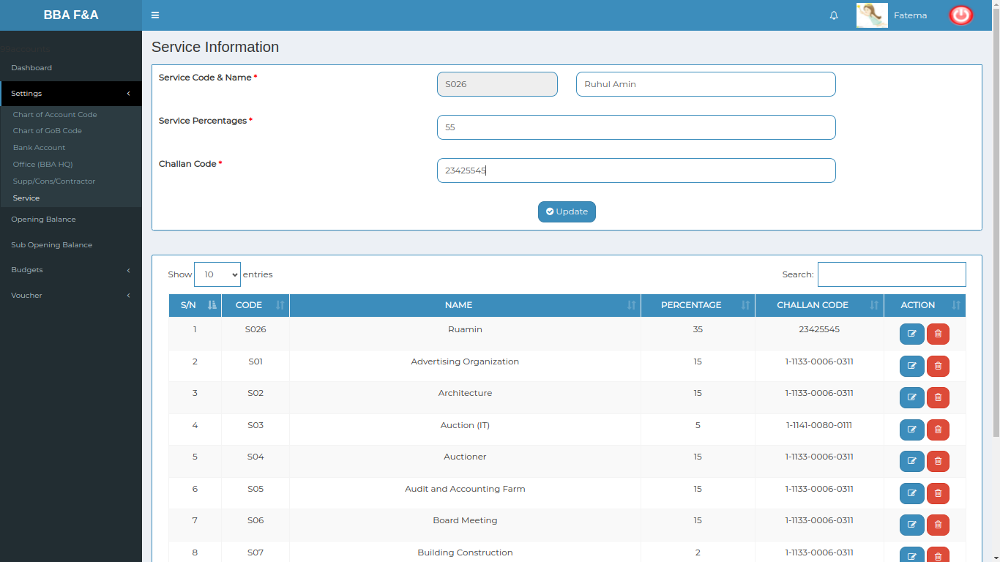 BBA F&A
Fatema
Dashboard
Settings
Chart of Account Code
Chart of GoB Code
Bank Account
Office (BBA HQ)
Supp/Cons/Contractor
Service
Opening Balance
Sub Opening Balance
Budgets
Voucher
Service Information
Service Code & Name * S026 Ruhul Amin
Service Percentages * 55
Challan Code * 23425545
Update
Show 10 entries Search:
S/N CODE NAME PERCENTAGE CHALLAN CODE ACTION
1 S026 Ruamin 35 23425545
2 S01 Advertising Organization 15 1-1133-0006-0311
3 S02 Architecture 15 1-1133-0006-0311
4 S03 Auction (IT) 5 1-1141-0080-0111
5 S04 Auctioner 15 1-1133-0006-0311
6 S05 Audit and Accounting Farm 15 1-1133-0006-0311
7 S06 Board Meeting 15 1-1133-0006-0311
8 S07 Building Construction 2 1-1133-0006-0311